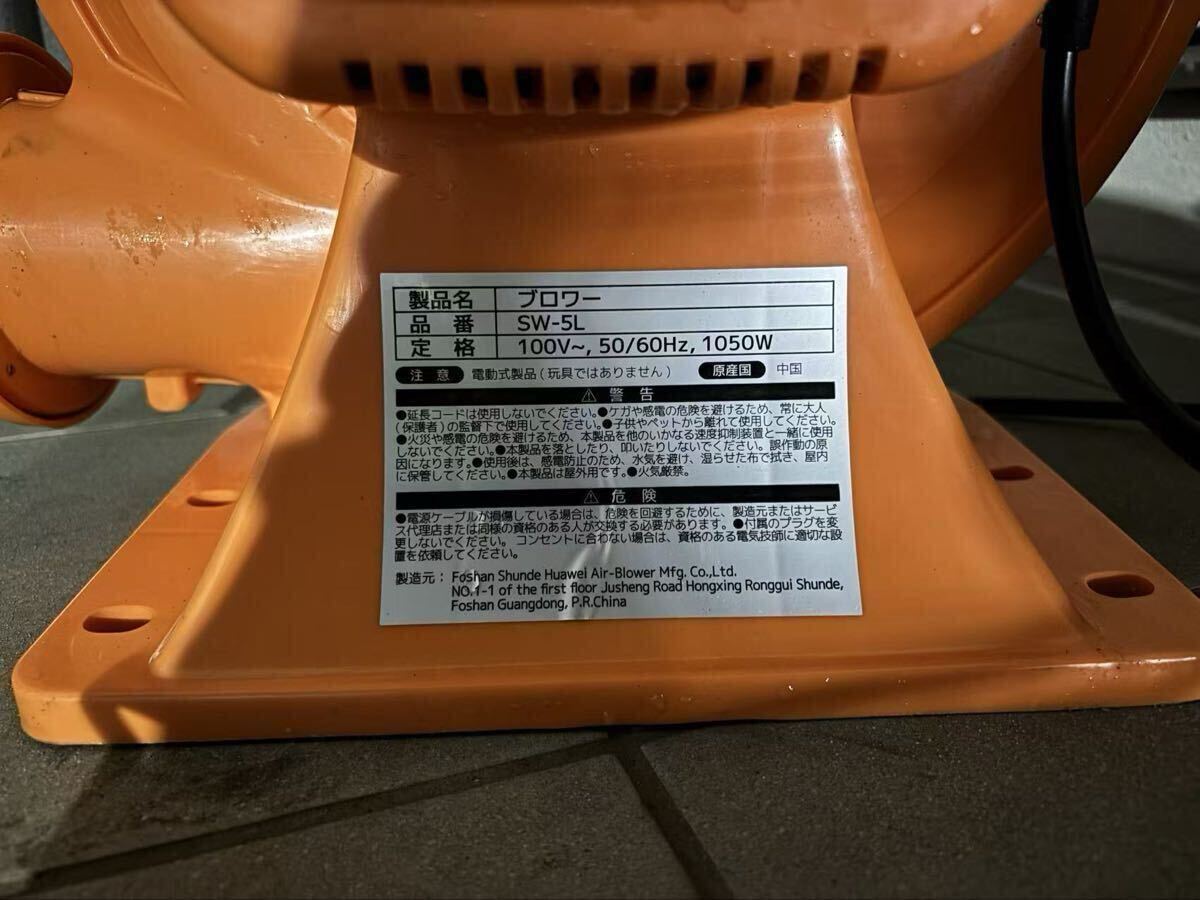 製品名 ブロワー
品 番 SW-5L
定 格 100V~, 50/60Hz, 1050W
注 意 電動式製品(玩具ではありません) 原産国 中国
⚠ 警 告
●延長コードは使用しないでください。●ケガや感電の危険を避けるため、常に大人
(保護者)の監督下で使用してください。●子供やペットから離れて使用してください。
●火災や感電の危険を避けるため、本製品を他のいかなる速度抑制装置と一緒に使用
しないでください。●本製品を落としたり、叩いたりしないでください。誤作動の原
因になります。●使用後は、感電防止のため、水気を避け、湿らせた布で拭き、屋内
に保管してください。●本製品は屋外用です。●火気厳禁。
⚠ 危 険
●電源ケーブルが損傷している場合は、危険を回避するために、製造元またはサービ
ス代理店または同様の資格のある人が交換する必要があります。●付属のプラグを変
更しないでください。コンセントに合わない場合は、資格のある電気技師に適切な設
置を依頼してください。
製造元: Foshan Shunde Huawei Air-Blower Mfg. Co.,Ltd.
NO.1-1 of the first floor Jusheng Road Hongxing Ronggui Shunde,
Foshan Guangdong, P.R.China